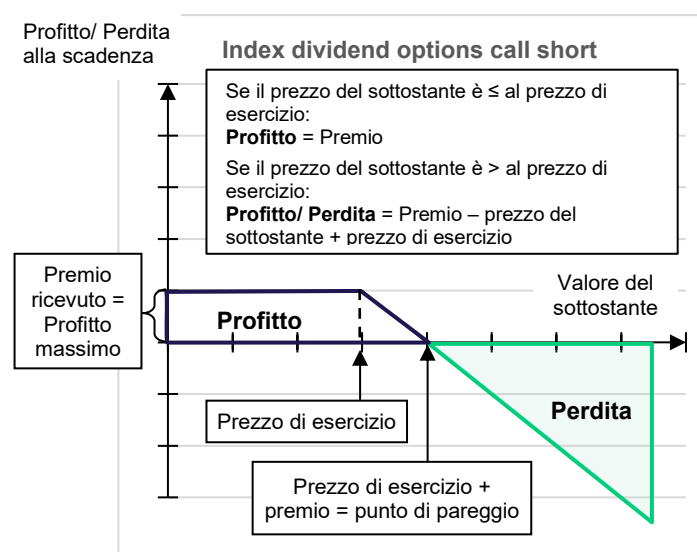 Profitto/ Perdita
alla scadenza
Index dividend options call short
Se il prezzo del sottostante è ≤ al prezzo di
esercizio:
Profitto = Premio
Se il prezzo del sottostante è > al prezzo di
esercizio:
Profitto/ Perdita = Premio – prezzo del
sottostante + prezzo di esercizio
Premio
ricevuto =
Profitto
massimo
Valore del
sottostante
Profitto
Prezzo di esercizio
Perdita
Prezzo di esercizio +
premio = punto di pareggio